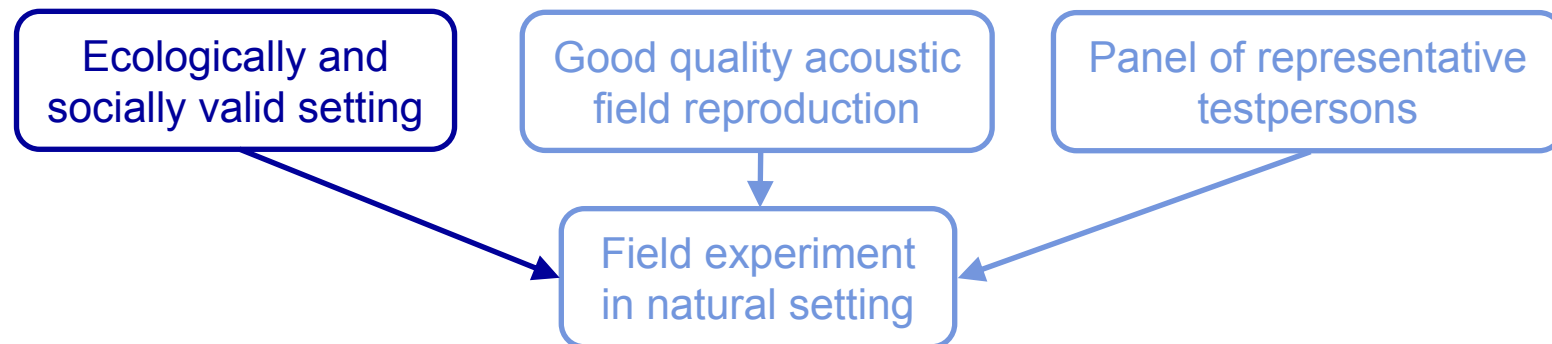 Ecologically and
socially valid setting
Good quality acoustic
field reproduction
Panel of representative
testpersons
Field experiment
in natural setting